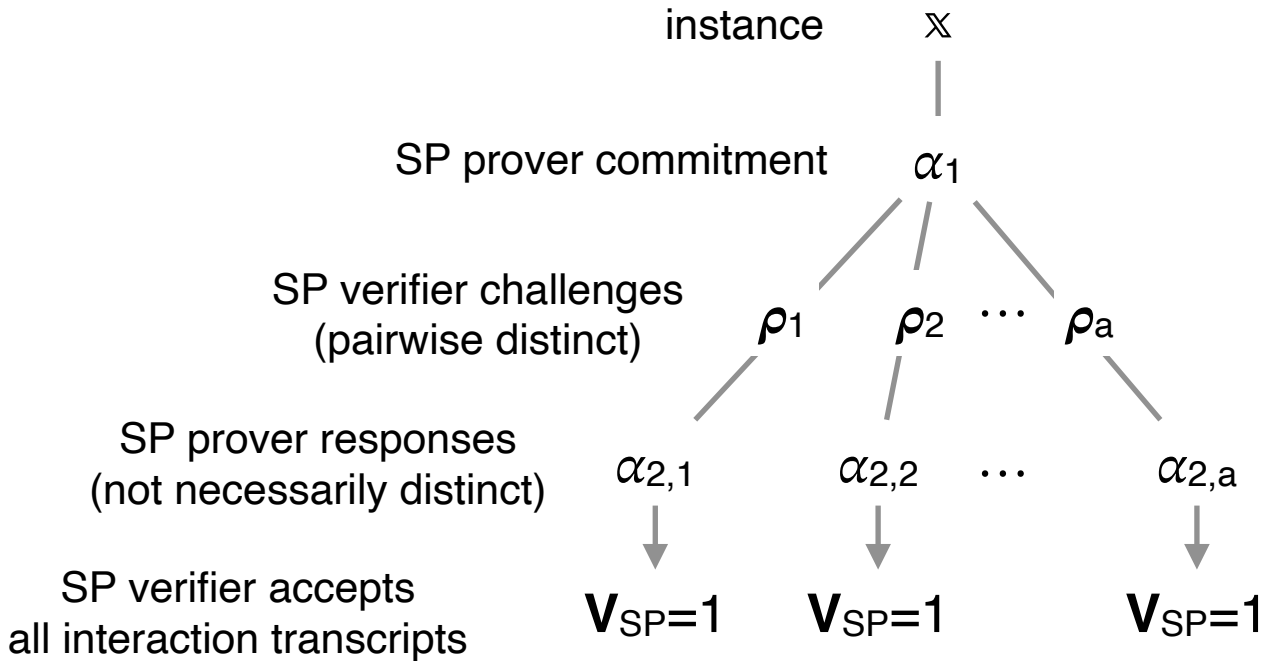 instance 𝕩
SP prover commitment α1
SP verifier challenges
(pairwise distinct)
ρ1 ρ2 ⋯ ρa
SP prover responses
(not necessarily distinct)
α2,1 α2,2 ⋯ α2,a
SP verifier accepts
all interaction transcripts
VSP=1 VSP=1 VSP=1